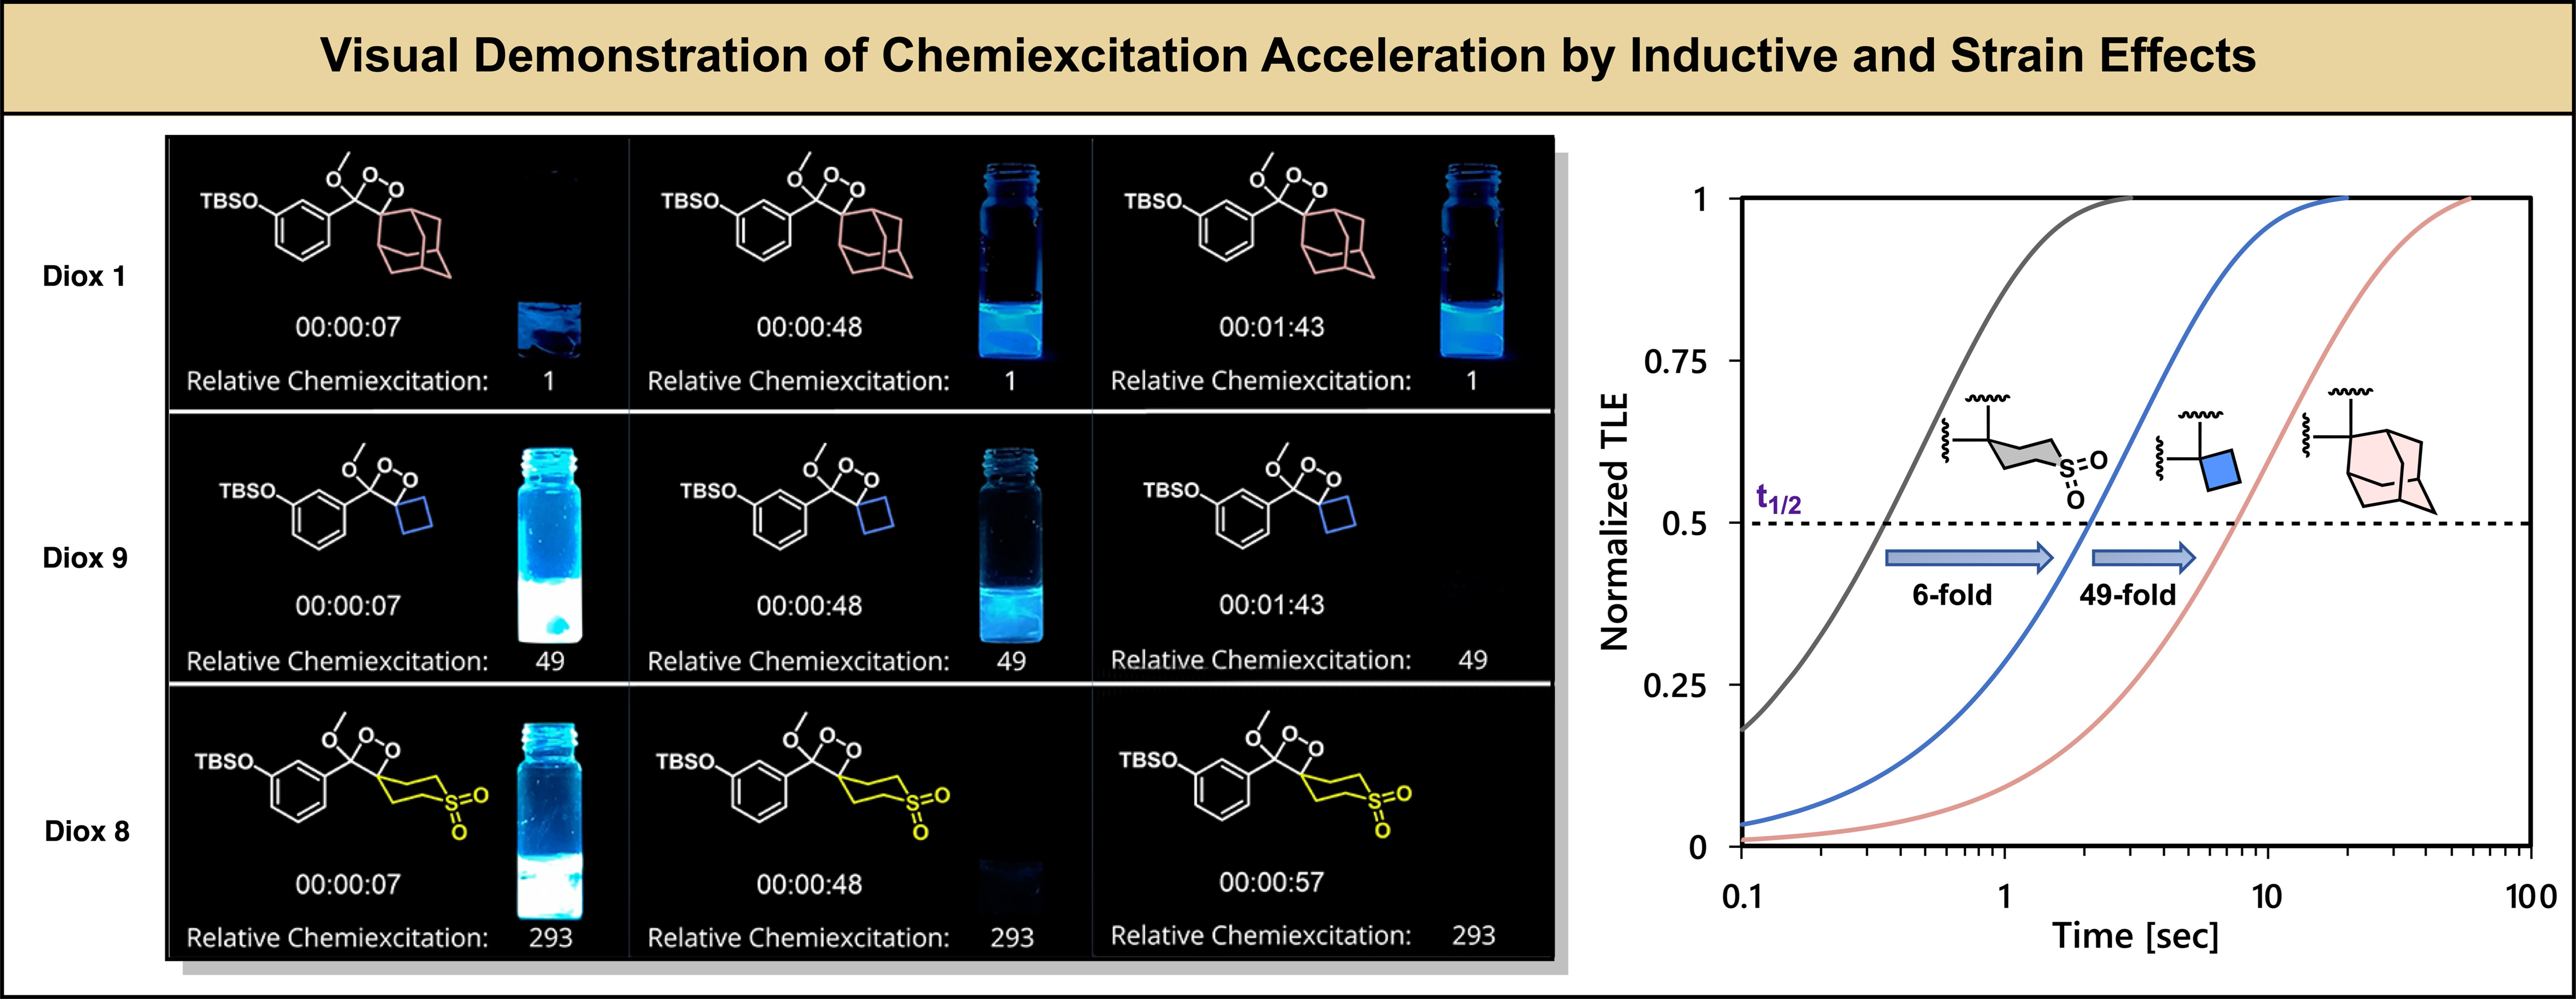 Visual Demonstration of Chemiexcitation Acceleration by Inductive and Strain Effects
Diox 1
TBSO
O
O
O
00:00:07
Relative Chemiexcitation: 1
TBSO
O
O
O
00:00:48
Relative Chemiexcitation: 1
TBSO
O
O
O
00:01:43
Relative Chemiexcitation: 1
Diox 9
TBSO
O
O
O
00:00:07
Relative Chemiexcitation: 49
TBSO
O
O
O
00:00:48
Relative Chemiexcitation: 49
TBSO
O
O
O
00:01:43
Relative Chemiexcitation: 49
Diox 8
TBSO
O
O
O
S
O
O
00:00:07
Relative Chemiexcitation: 293
TBSO
O
O
O
S
O
O
00:00:48
Relative Chemiexcitation: 293
TBSO
O
O
O
S
O
O
00:00:57
Relative Chemiexcitation: 293
Normalized TLE
1
0.75
0.5
0.25
0
t1/2
S
O
O
6-fold
49-fold
0.1
1
10
100
Time [sec]